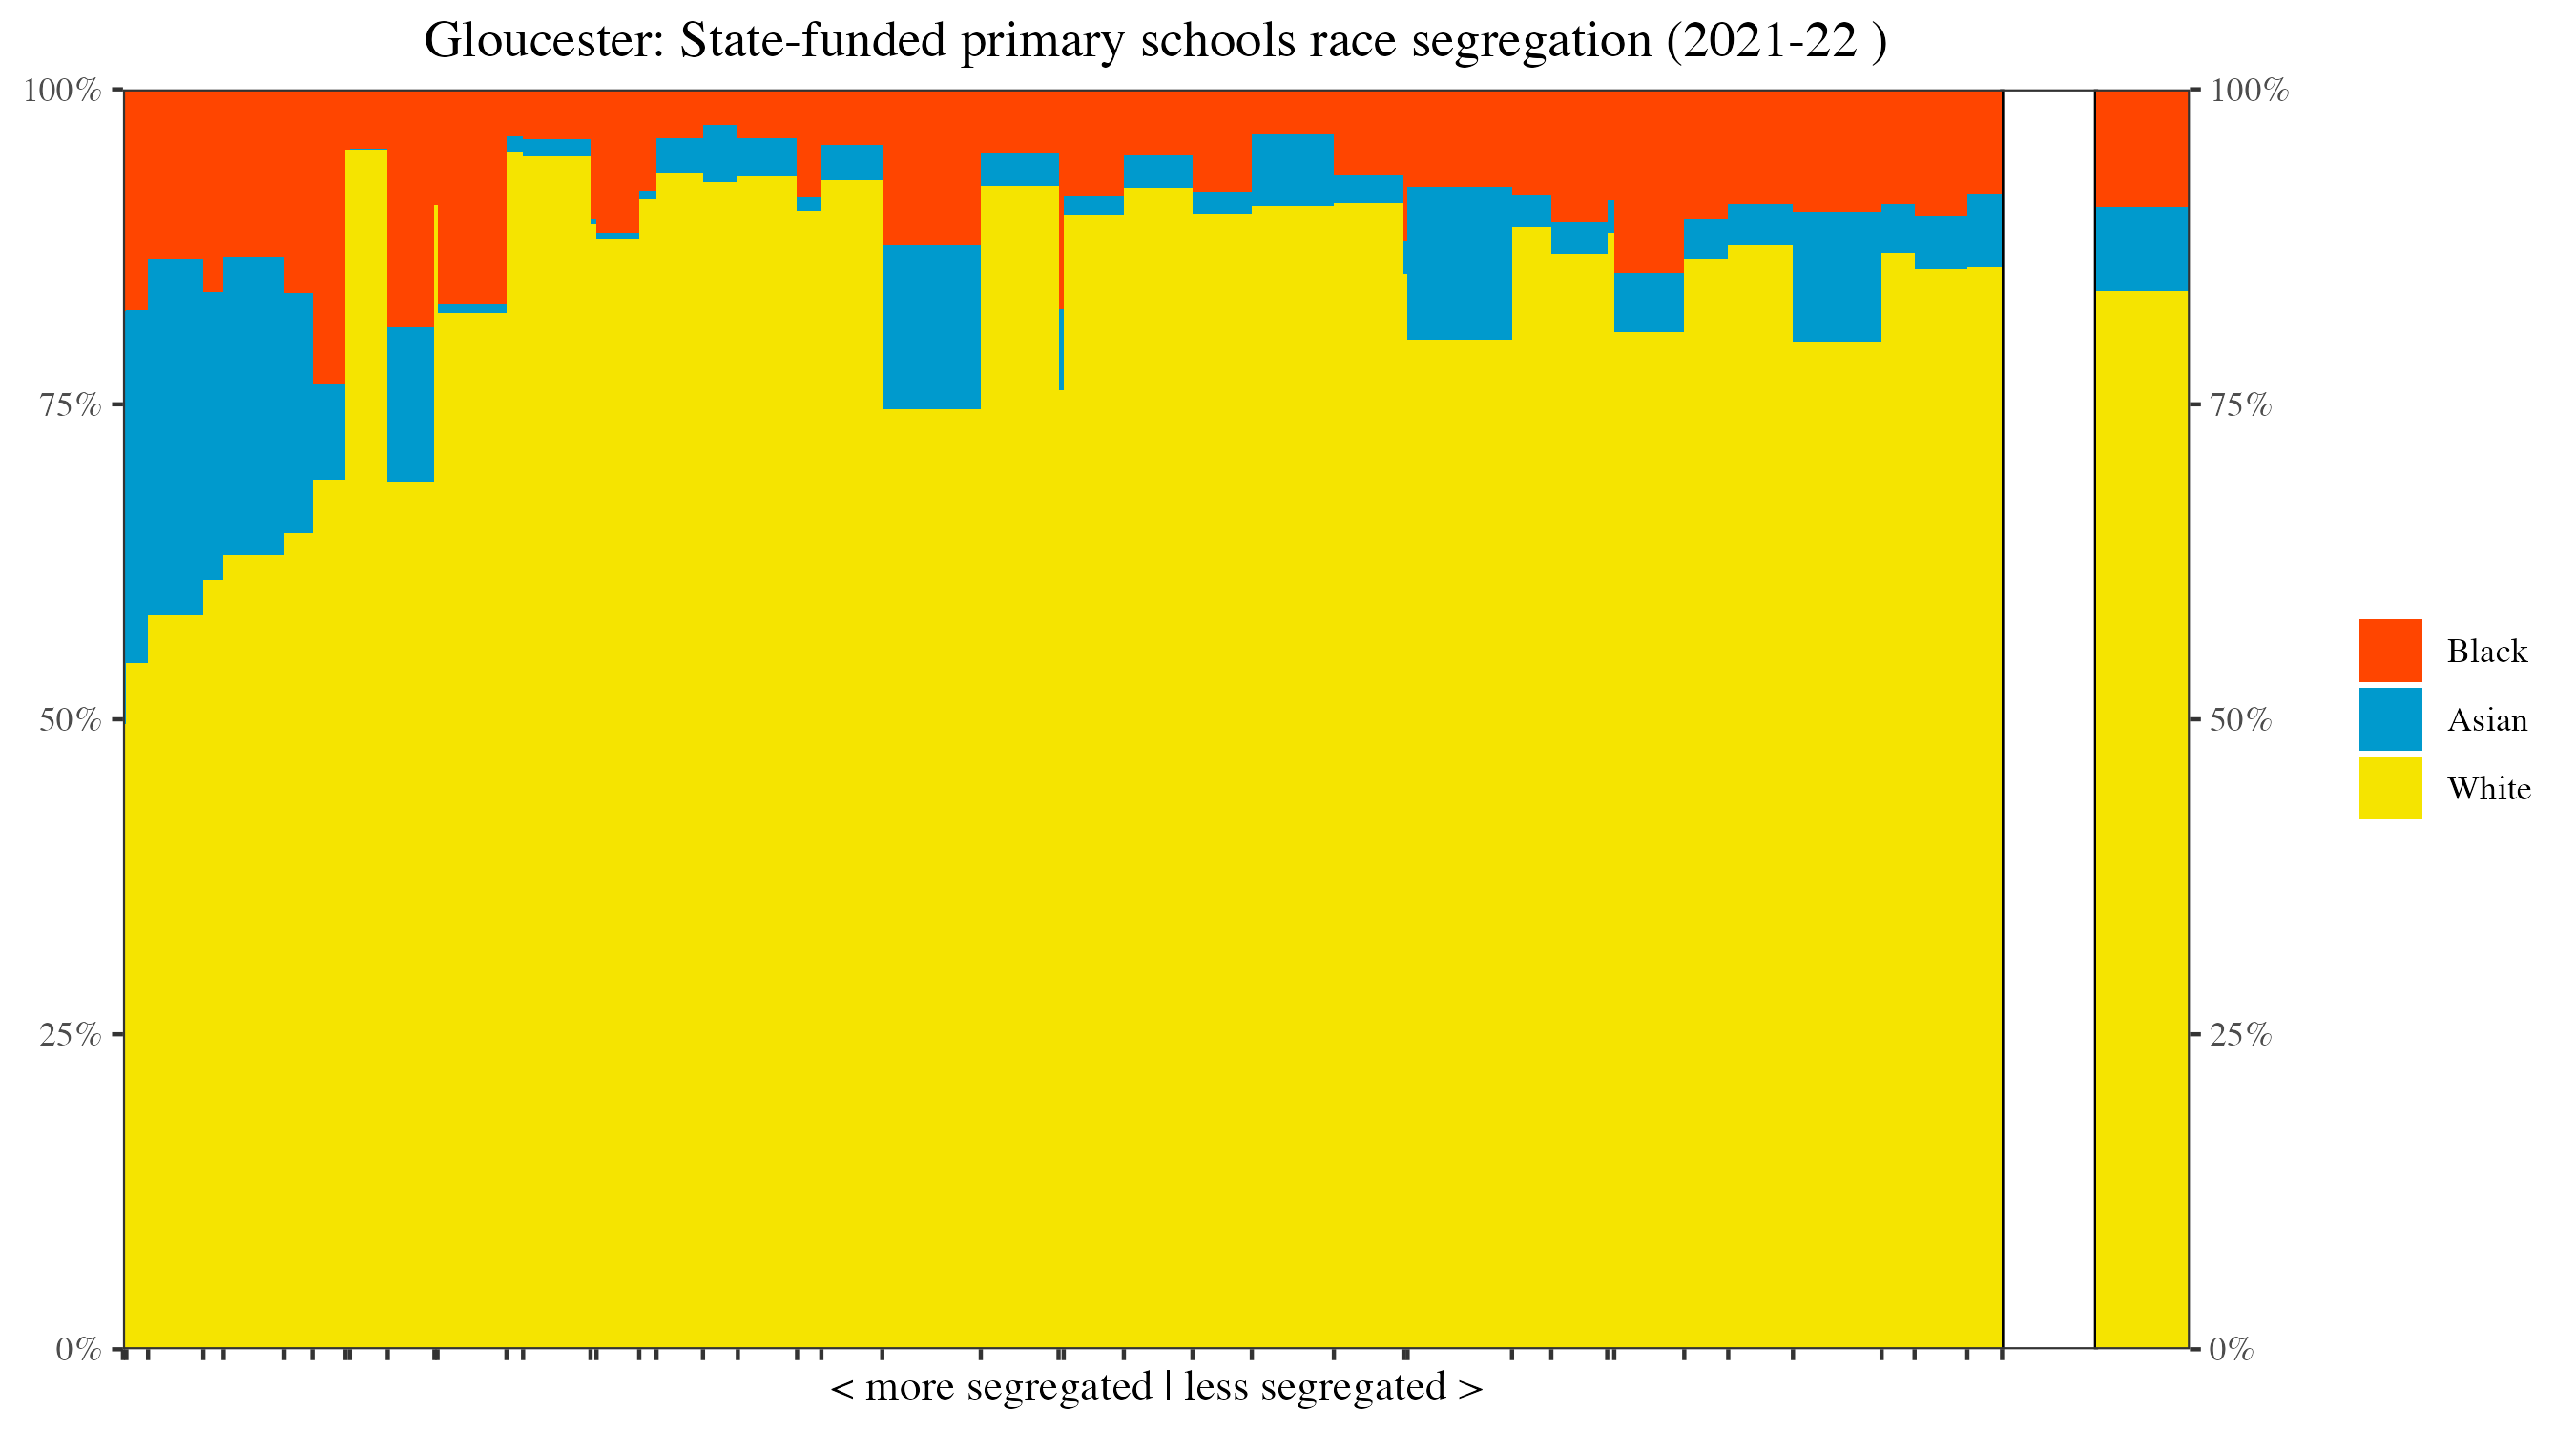 Gloucester: State-funded primary schools race segregation (2021-22 )
100%
75%
50%
25%
0%
100%
75%
50%
25%
0%
Black
Asian
White
< more segregated | less segregated >